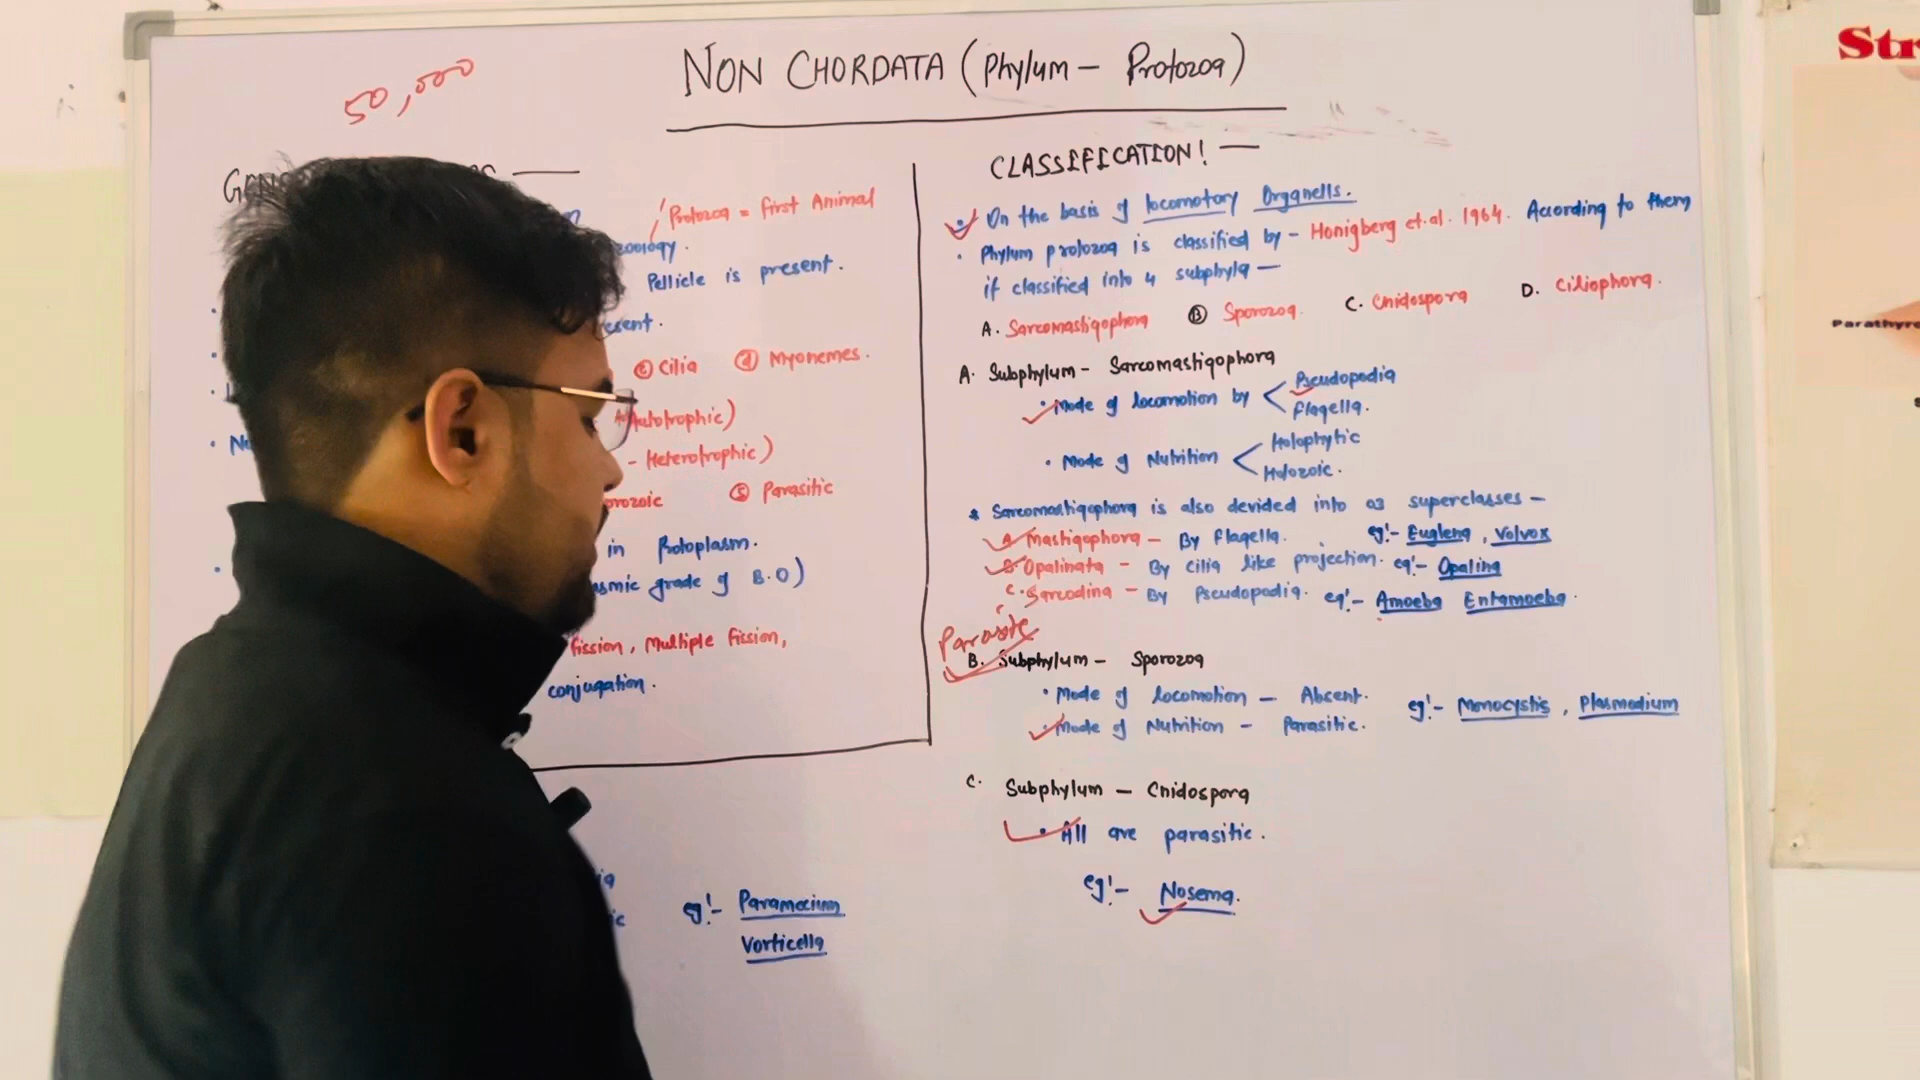 NON CHORDATA (Phylum - Protozoa)
50,000
Protozoa = first Animal
zoology.
Pellicle is present.
esent.
ⓒ Cilia ⓓ Myonemes.
Autotrophic)
- Heterotrophic)
rozoic ⑤ Parasitic
in Protoplasm.
asmic grade of B.O)
fission, Multiple fission,
conjugation.
eg!- Paramecium
Vorticella
CLASSIFICATION! -
• On the basis of locomotory Organells.
• Phylum protozoa is classified by - Honigberg et.al. 1964. According to them
if classified into 4 subphyla -
A. Sarcomastigophora Ⓑ Sporozoa. C. Cnidospora D. Ciliophora.
A. Subphylum - Sarcomastigophora
• Mode of locomotion by < Pseudopodia
Flagella.
• Mode of Nutrition < Holophytic
Holozoic.
* Sarcomastigophora is also devided into 03 superclasses -
A. Mastigophora - By flagella. eg!- Euglena, Volvox
B. Opalinata - By cilia like projection. eg!- Opalina
C. Sarcodina - By Pseudopodia. eg!- Amoeba Entamoeba.
Parasite
B. Subphylum - Sporozoa
• Mode of locomotion - Absent.
• Mode of Nutrition - Parasitic. eg!- Monocystis, Plasmodium
C. Subphylum - Cnidospora
• All are parasitic.
eg!- Nosema.
Str
Parathyro